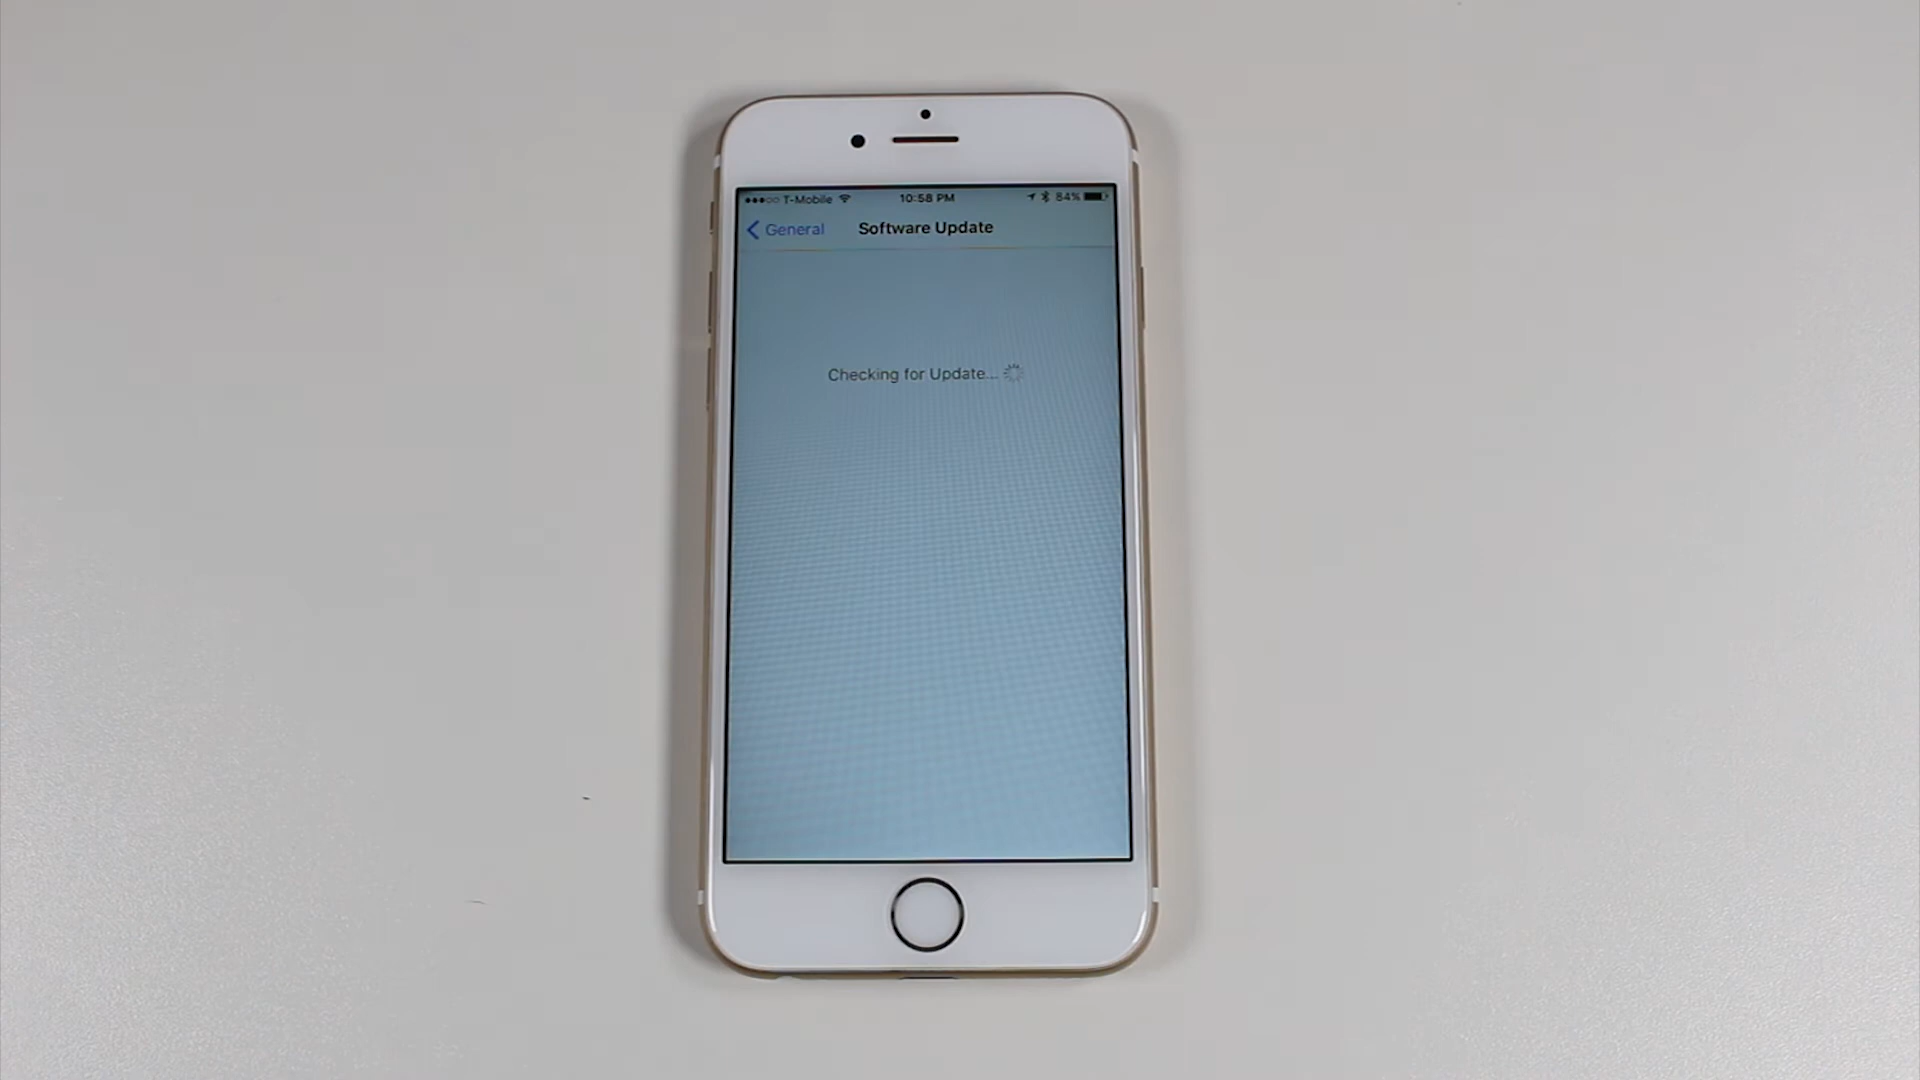 T-Mobile 10:58 PM 84%
General Software Update
Checking for Update...